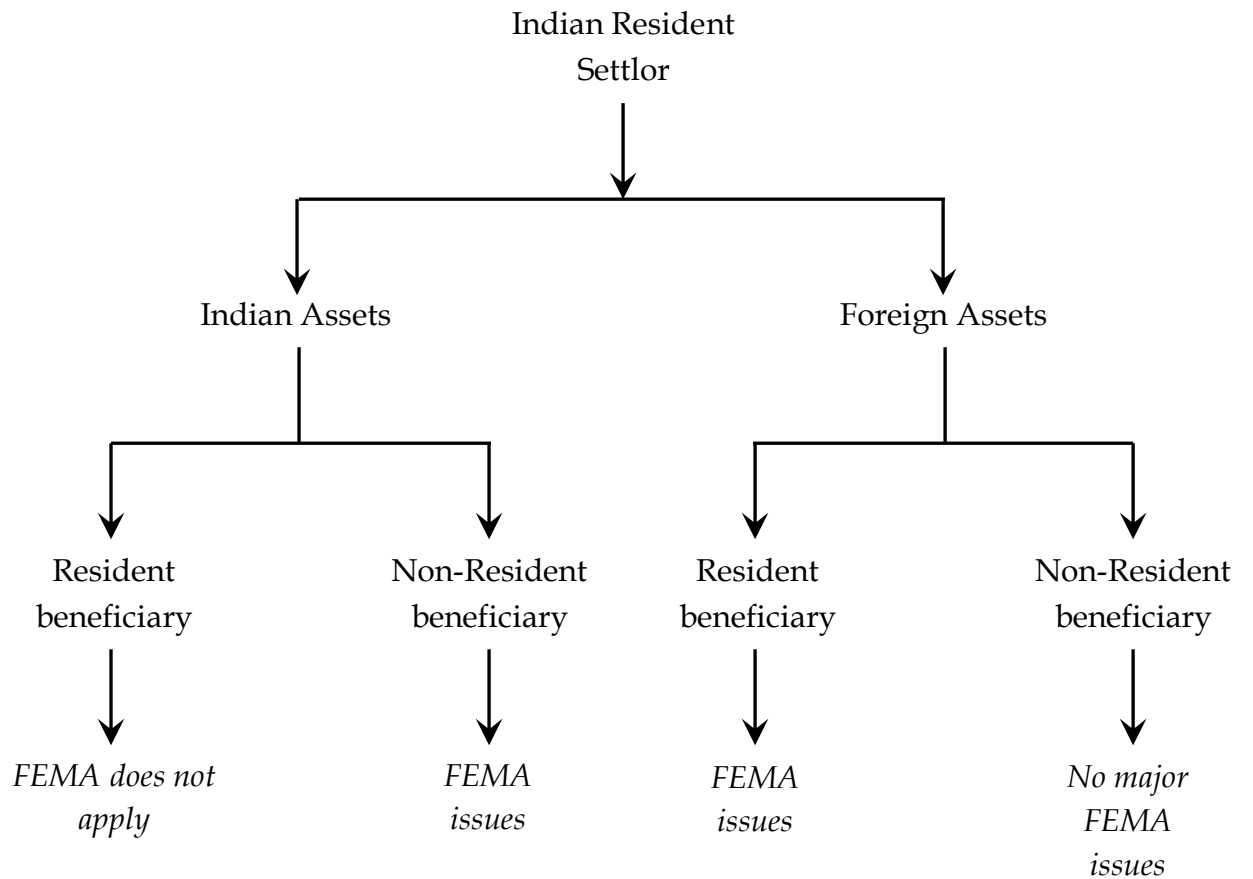 Indian Resident
Settlor
Indian Assets
Foreign Assets
Resident
beneficiary
Non-Resident
beneficiary
Resident
beneficiary
Non-Resident
beneficiary
FEMA does not
apply
FEMA
issues
FEMA
issues
No major
FEMA
issues